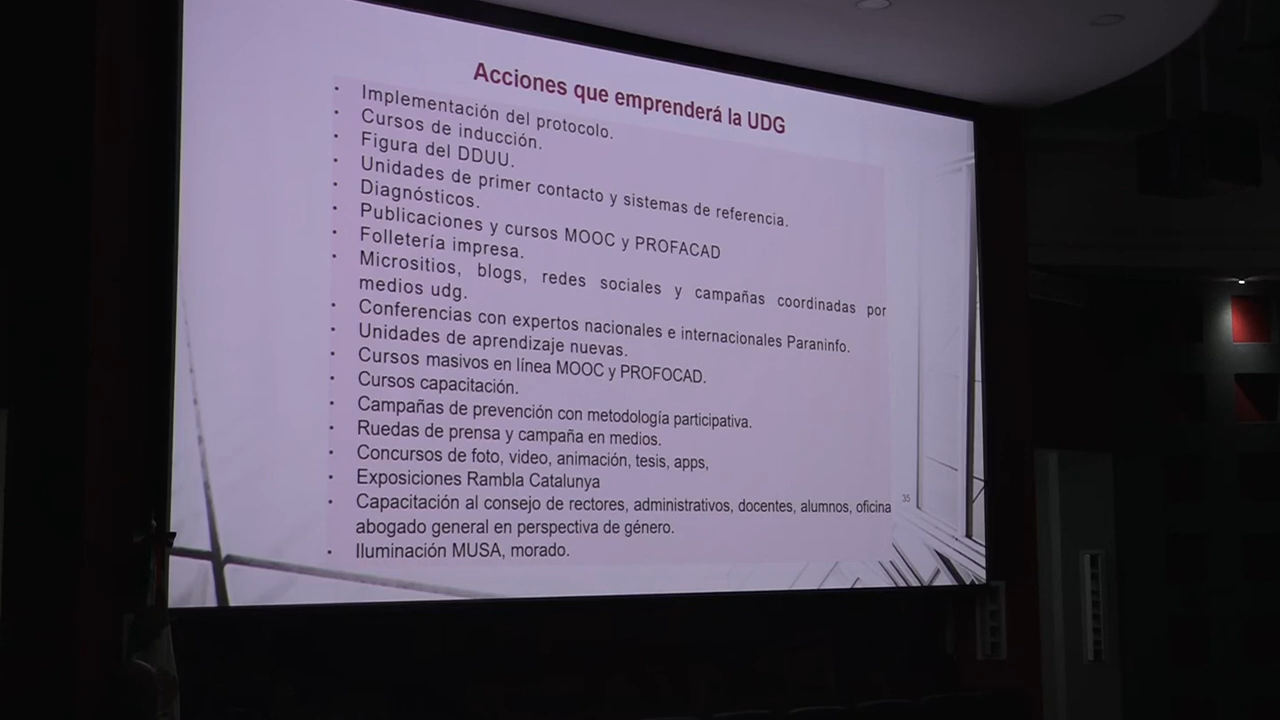 Acciones que emprenderá la UDG
• Implementación del protocolo.
• Cursos de inducción.
• Figura del DDUU.
• Unidades de primer contacto y sistemas de referencia.
• Diagnósticos.
• Publicaciones y cursos MOOC y PROFACAD
• Folletería impresa.
• Micrositios, blogs, redes sociales y campañas coordinadas por
medios udg.
• Conferencias con expertos nacionales e internacionales Paraninfo.
• Unidades de aprendizaje nuevas.
• Cursos masivos en línea MOOC y PROFOCAD.
• Cursos capacitación.
• Campañas de prevención con metodología participativa.
• Ruedas de prensa y campaña en medios.
• Concursos de foto, video, animación, tesis, apps,
• Exposiciones Rambla Catalunya
• Capacitación al consejo de rectores, administrativos, docentes, alumnos, oficina
abogado general en perspectiva de género.
• Iluminación MUSA, morado.
35